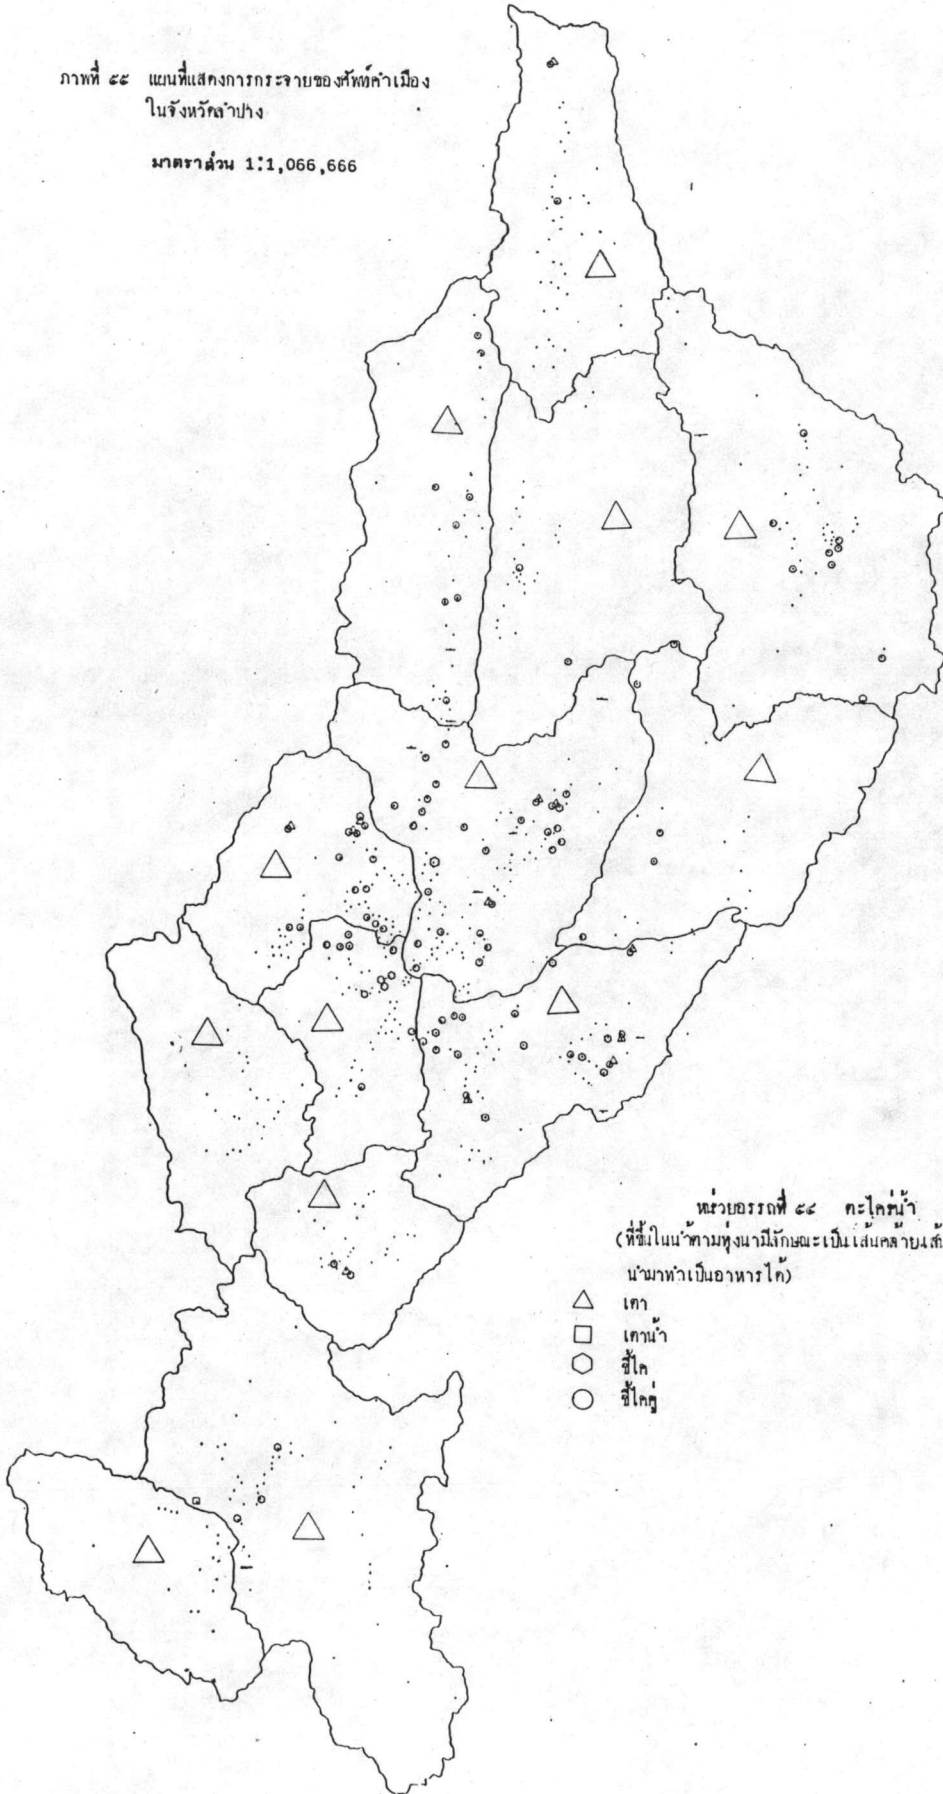 ภาพที่ ๕๕ แผนที่แสดงการกระจายของศัพท์คำเมือง
ในจังหวัดลำปาง
มาตราส่วน 1:1,066,666
หน่วยอรรถที่ ๕๔ ตะไคร่น้ำ
(ที่ขึ้นในน้ำตามทุ่งนามีลักษณะเป็นเส้นคล้ายเส้น
นำมาทำเป็นอาหารได้)
△ เตา
□ เตาน้ำ
⬡ ขี้ไค
○ ขี้ไคตู่